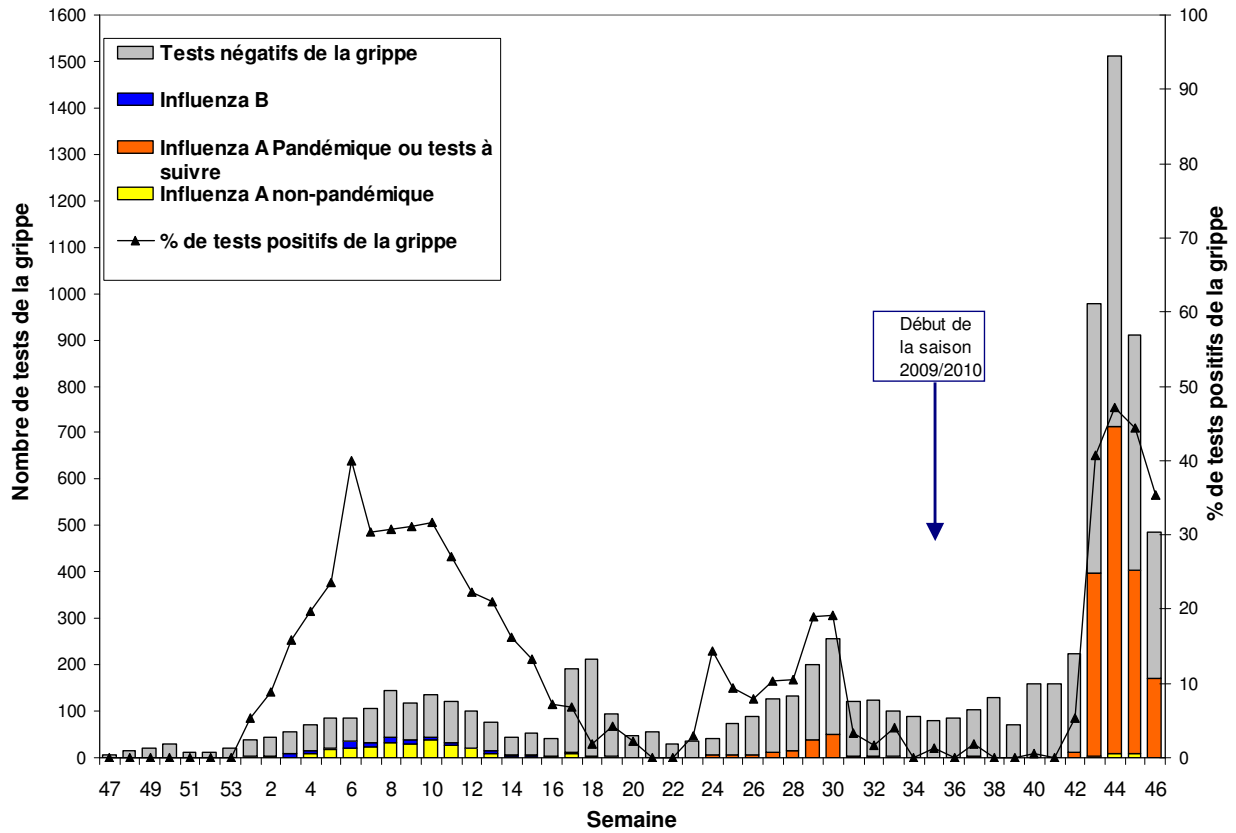 1600
1500
1400
1300
1200
1100
1000
900
800
700
600
500
400
300
200
100
0
Nombre de tests de la grippe
Tests négatifs de la grippe
Influenza B
Influenza A Pandémique ou tests à
suivre
Influenza A non-pandémique
% de tests positifs de la grippe
Début de
la saison
2009/2010
100
90
80
70
60
50
40
30
20
10
0
% de tests positifs de la grippe
47 49 51 53 2 4 6 8 10 12 14 16 18 20 22 24 26 28 30 32 34 36 38 40 42 44 46
Semaine